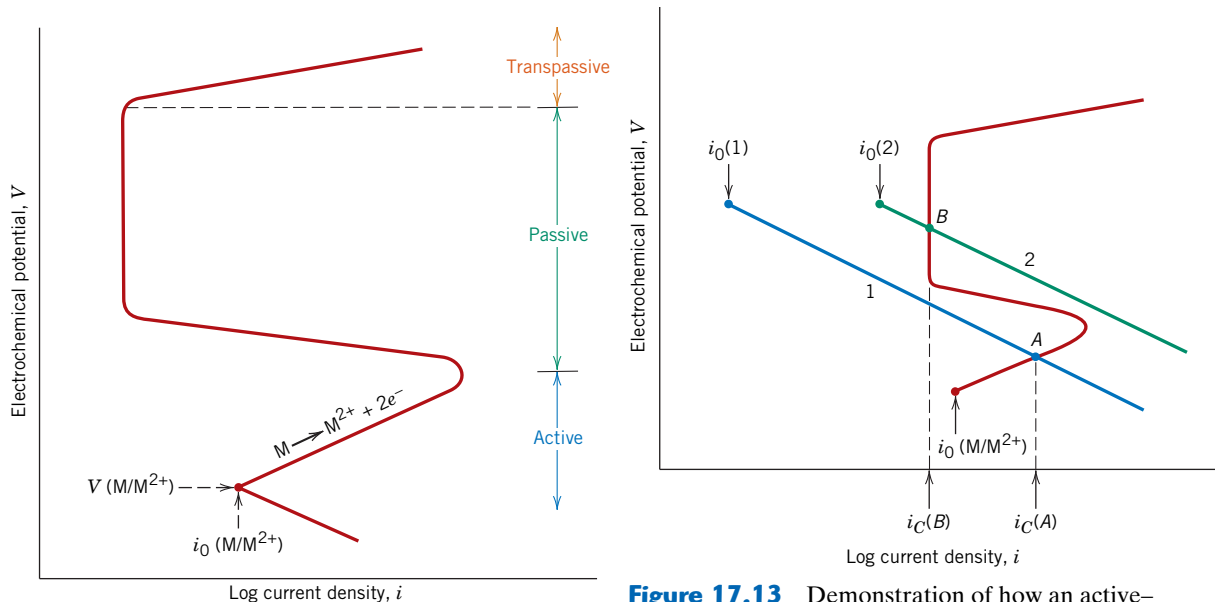 Electrochemical potential, V
Transpassive
Passive
Active
M → M²⁺ + 2e⁻
V (M/M²⁺)
i₀ (M/M²⁺)
Log current density, i
Electrochemical potential, V
i₀(1)
i₀(2)
B
2
1
A
i₀ (M/M²⁺)
i_C(B)
i_C(A)
Log current density, i
Figure 17.13 Demonstration of how an active–